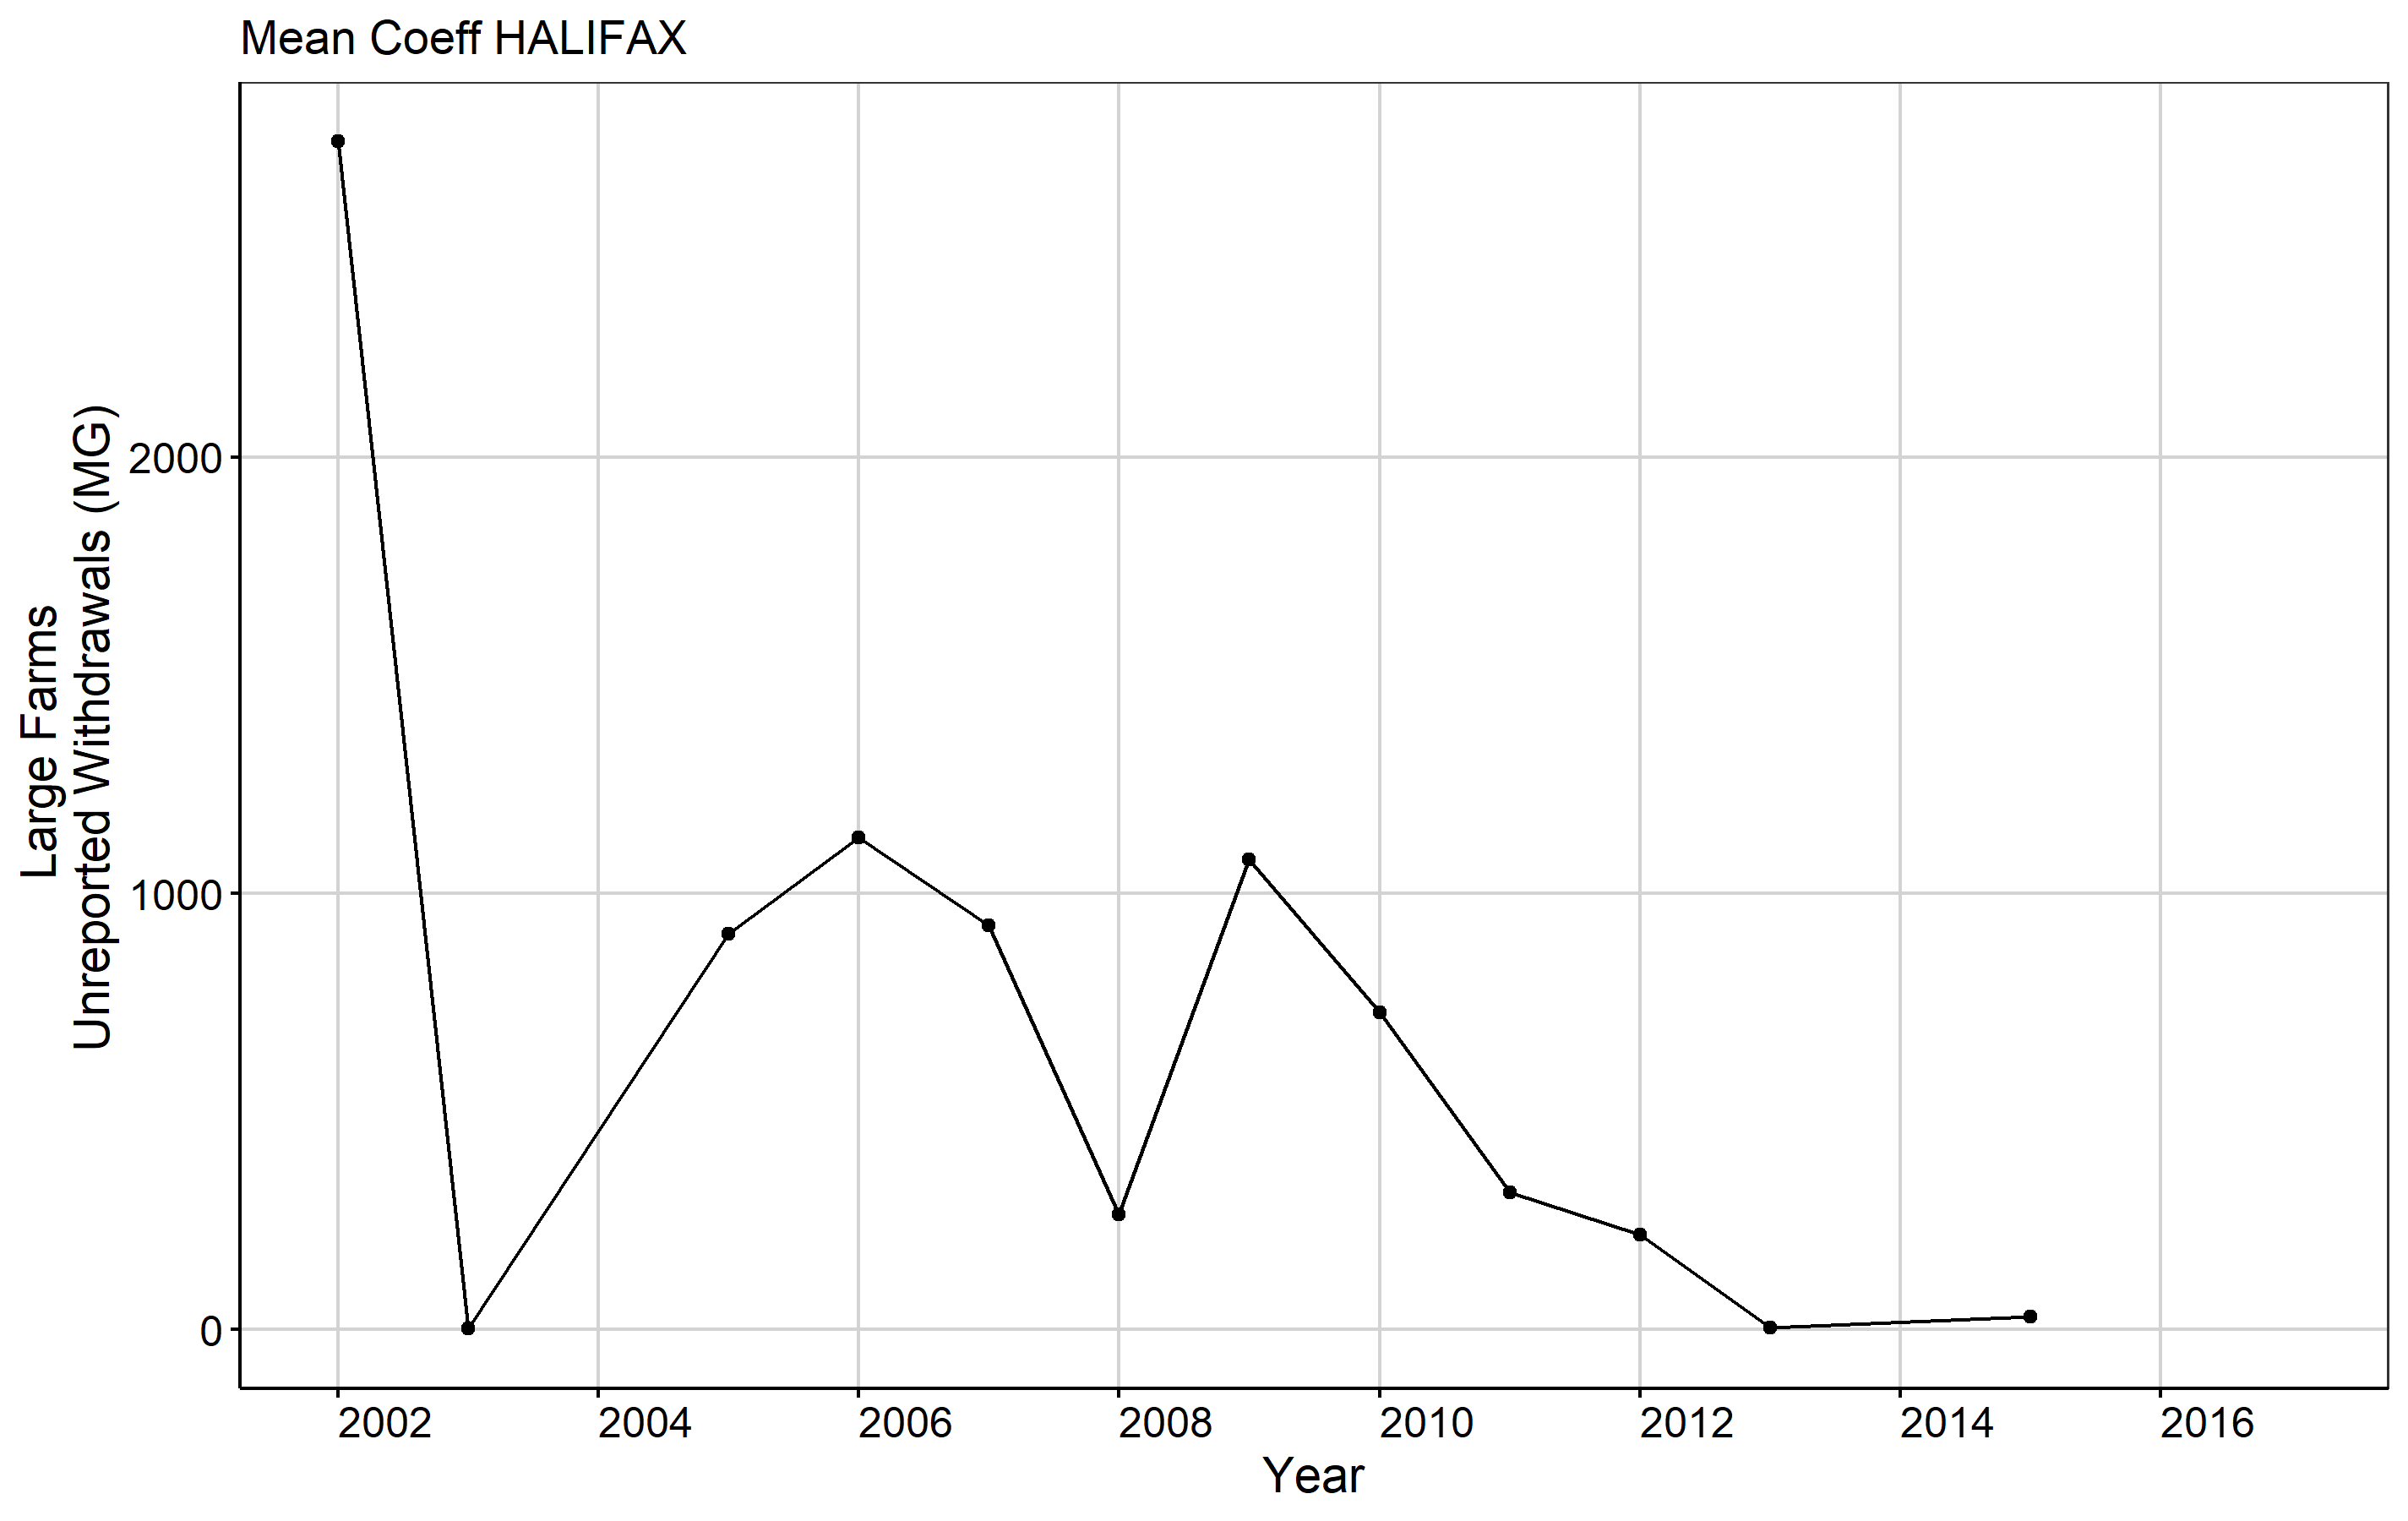 Mean Coeff HALIFAX
Large Farms
Unreported Withdrawals (MG)
2000
1000
0
2002 2004 2006 2008 2010 2012 2014 2016
Year